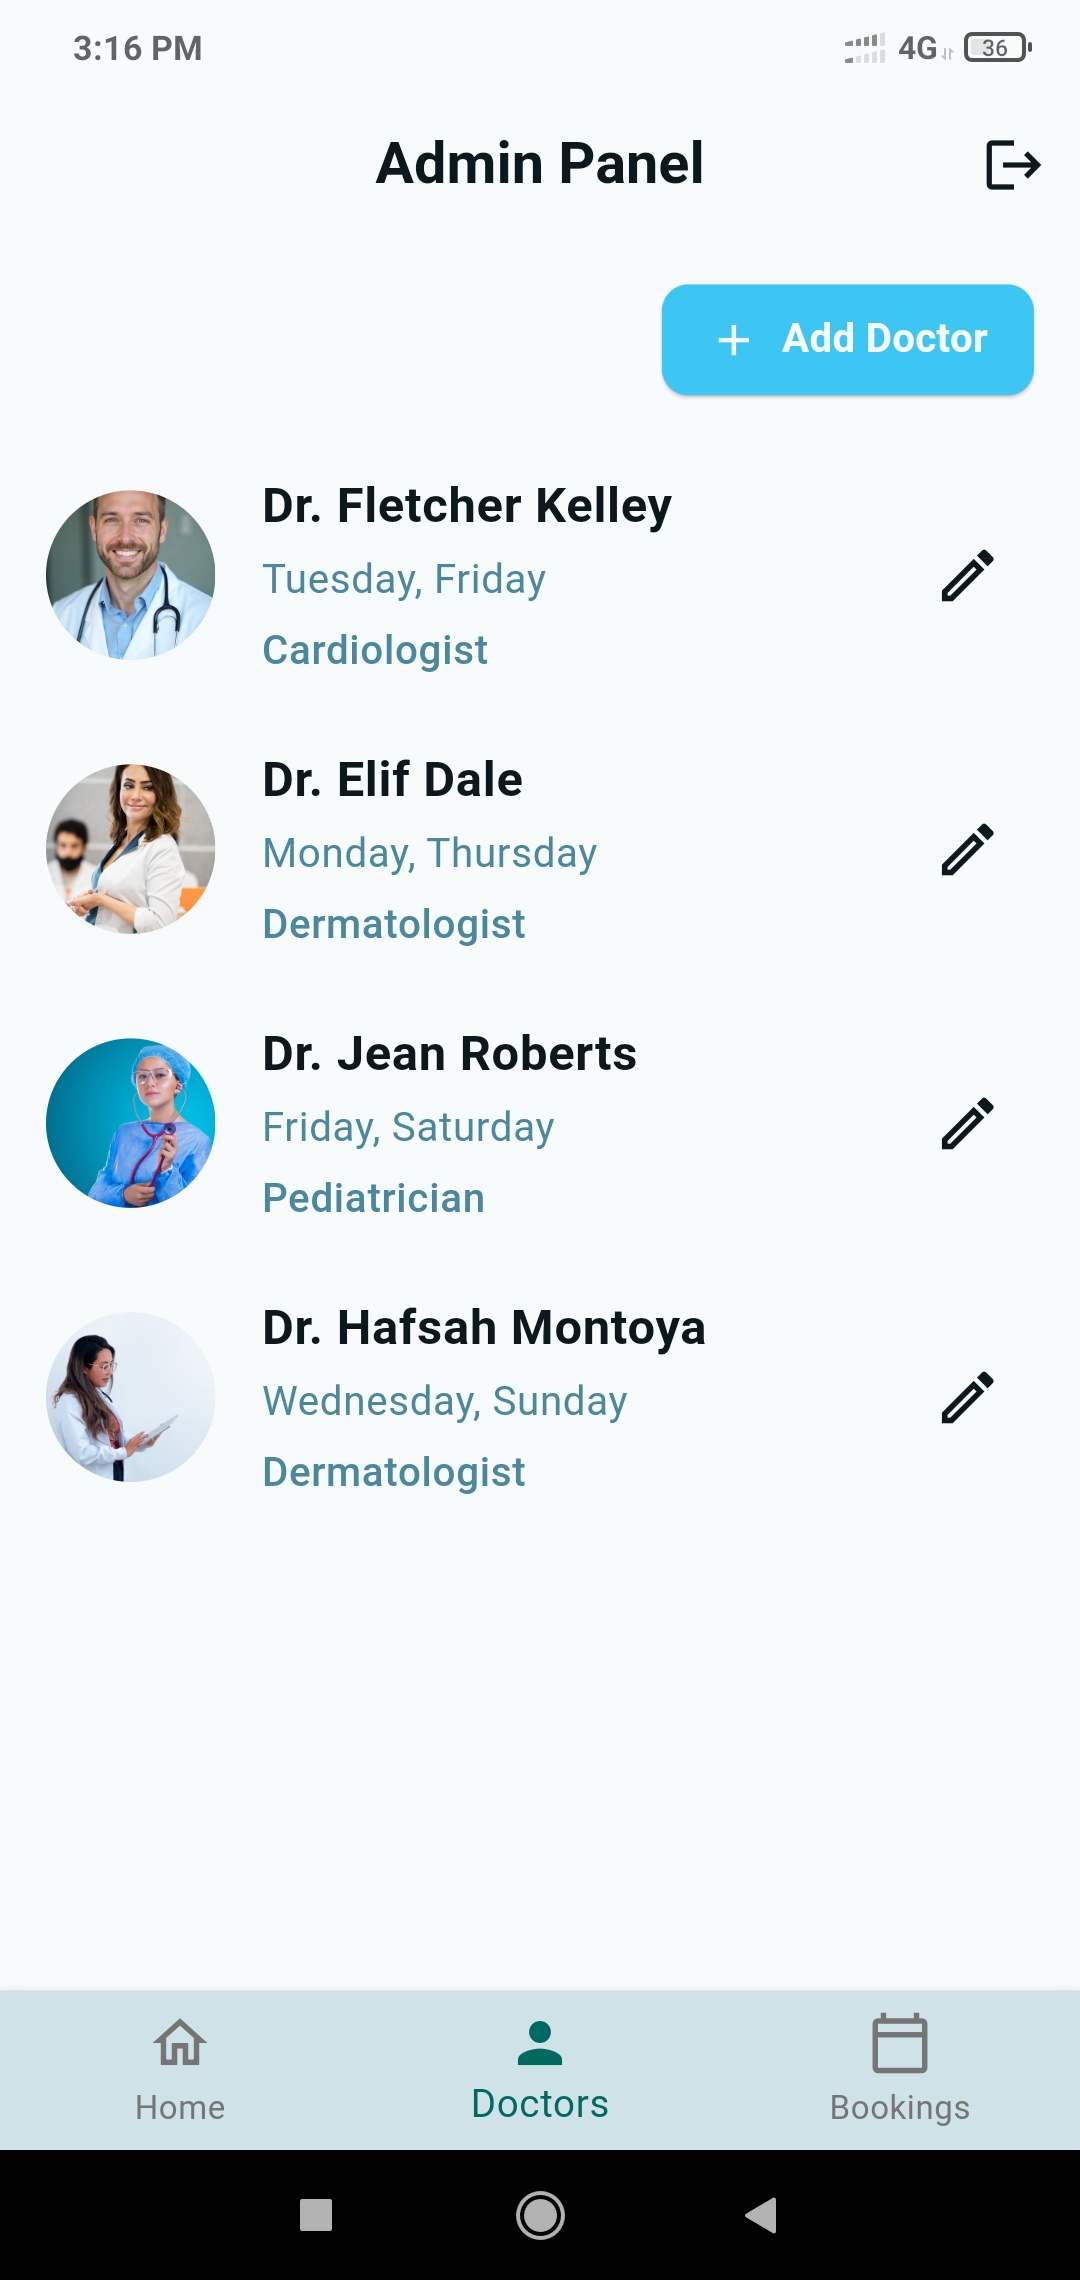 3:16 PM
4G
36
Admin Panel
Add Doctor
Dr. Fletcher Kelley
Tuesday, Friday
Cardiologist
Dr. Elif Dale
Monday, Thursday
Dermatologist
Dr. Jean Roberts
Friday, Saturday
Pediatrician
Dr. Hafsah Montoya
Wednesday, Sunday
Dermatologist
Home
Doctors
Bookings